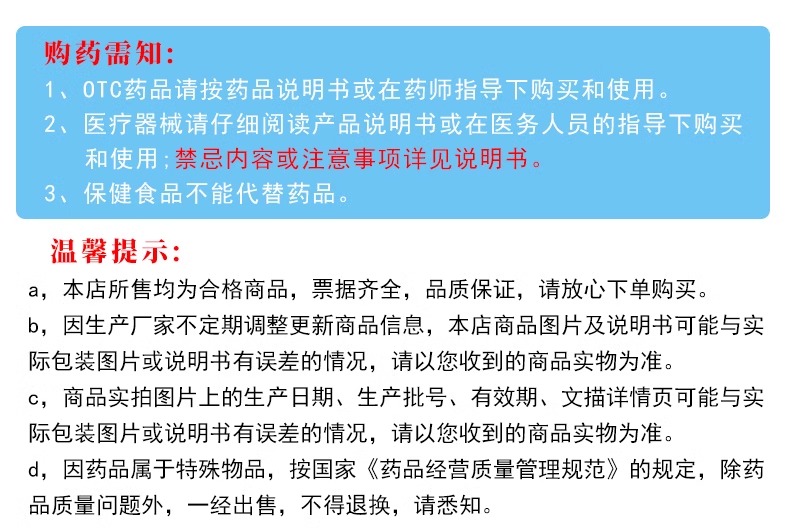 购药需知:
1、OTC药品请按药品说明书或在药师指导下购买和使用。
2、医疗器械请仔细阅读产品说明书或在医务人员的指导下购买
和使用;禁忌内容或注意事项详见说明书。
3、保健食品不能代替药品。
温馨提示:
a，本店所售均为合格商品，票据齐全，品质保证，请放心下单购买。
b，因生产厂家不定期调整更新商品信息，本店商品图片及说明书可能与实
际包装图片或说明书有误差的情况，请以您收到的商品实物为准。
c，商品实拍图片上的生产日期、生产批号、有效期、文描详情页可能与实
际包装图片或说明书有误差的情况，请以您收到的商品实物为准。
d，因药品属于特殊物品，按国家《药品经营质量管理规范》的规定，除药
品质量问题外，一经出售，不得退换，请悉知。